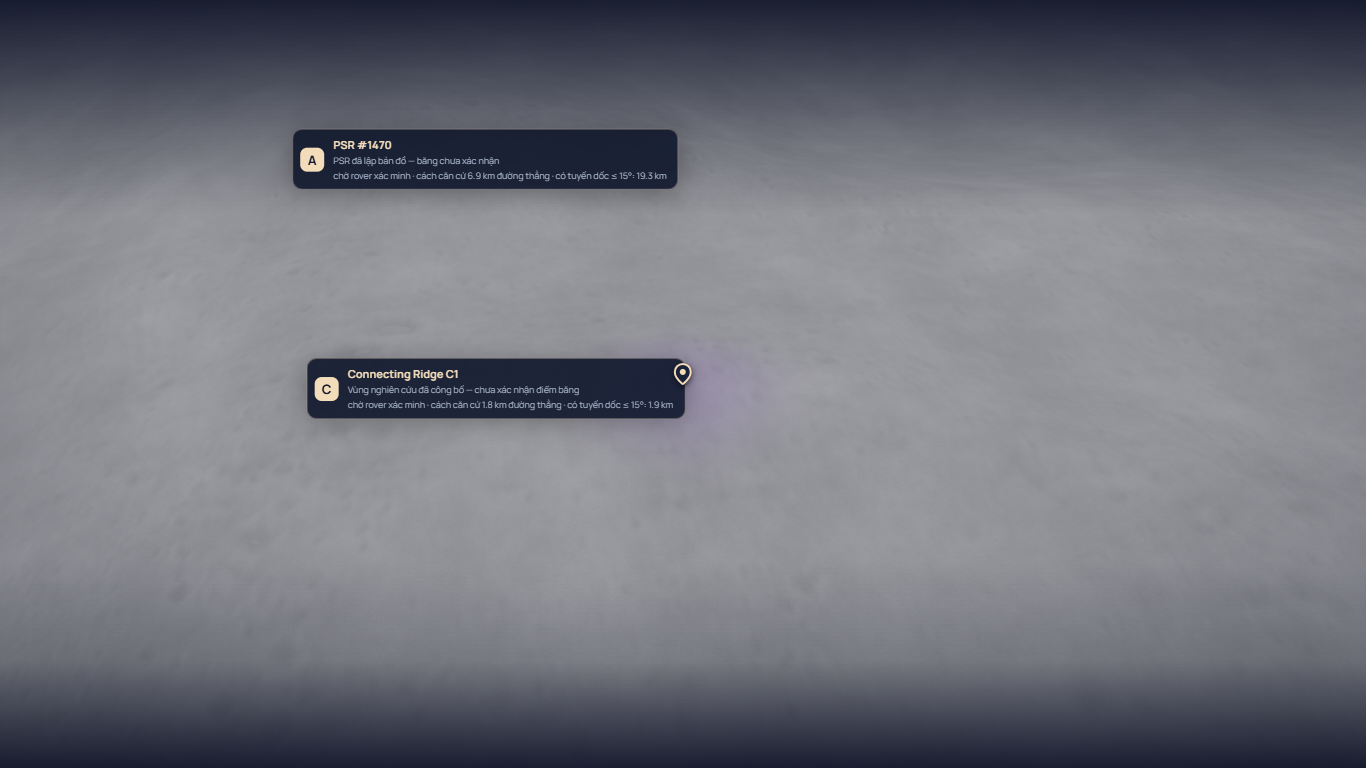 A
PSR #1470
PSR đã lập bản đồ — băng chưa xác nhận
chờ rover xác minh · cách căn cứ 6.9 km đường thẳng · có tuyến dốc ≤ 15°: 19.3 km
C
Connecting Ridge C1
Vùng nghiên cứu đã công bố — chưa xác nhận điểm băng
chờ rover xác minh · cách căn cứ 1.8 km đường thẳng · có tuyến dốc ≤ 15°: 1.9 km